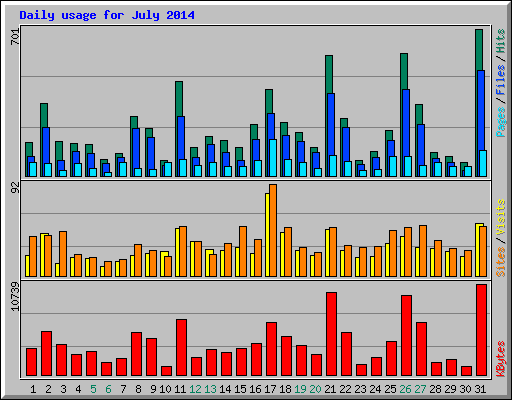 Daily usage for July 2014
701
Pages / Files / Hits
92
Sites / Visits
10739
KBytes
1 2 3 4 5 6 7 8 9 10 11 12 13 14 15 16 17 18 19 20 21 22 23 24 25 26 27 28 29 30 31